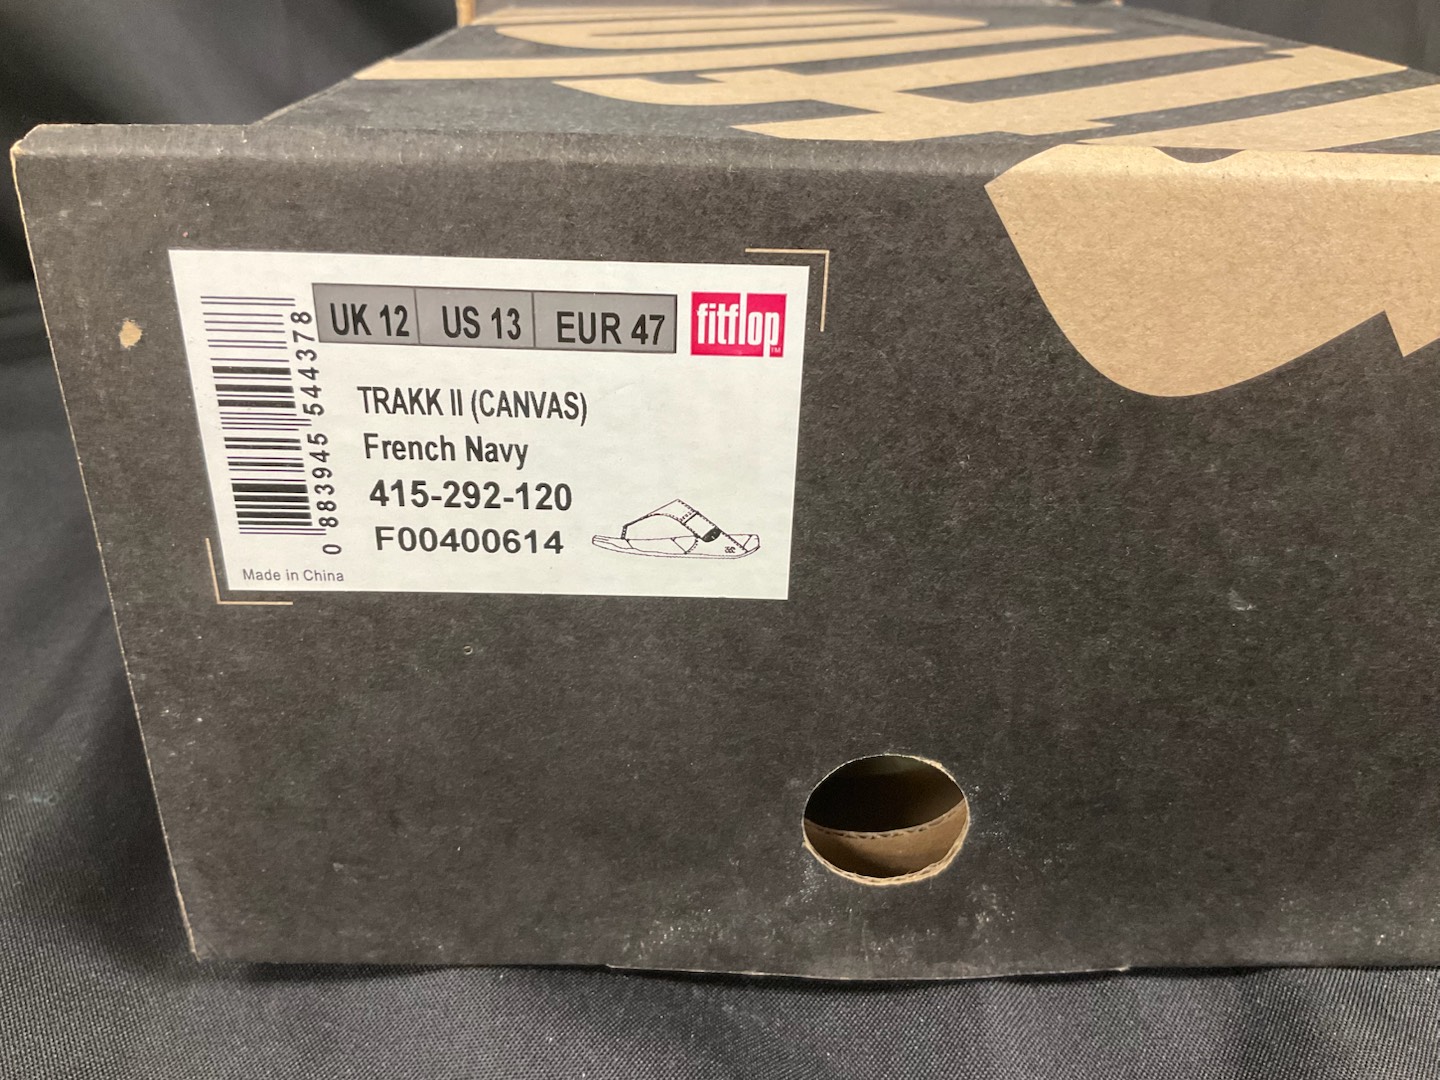 UK 12 US 13 EUR 47
fitflop
TM
TRAKK II (CANVAS)
French Navy
415-292-120
F00400614
0 883945 544378
Made in China